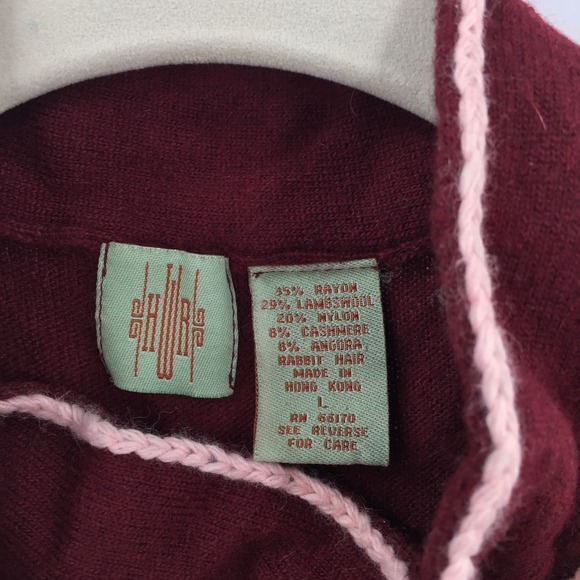 HWR
35% RAYON
29% LAMBSWOOL
20% NYLON
8% CASHMERE
8% ANGORA
RABBIT HAIR
MADE IN
HONG KONG
L
RN 66170
SEE REVERSE
FOR CARE